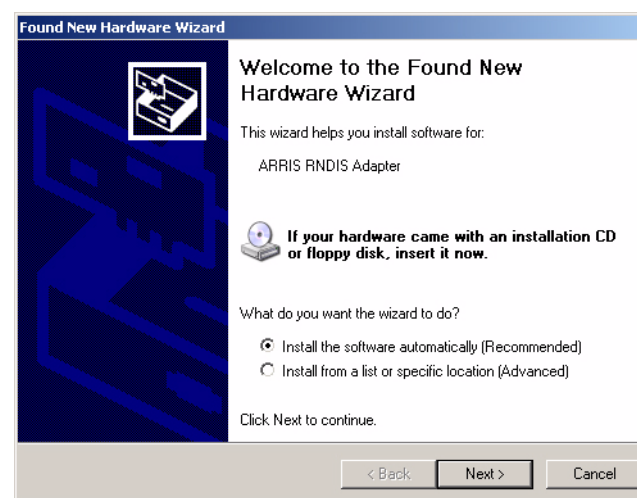 Found New Hardware Wizard
Welcome to the Found New
Hardware Wizard
This wizard helps you install software for:
ARRIS RNDIS Adapter
If your hardware came with an installation CD
or floppy disk, insert it now.
What do you want the wizard to do?
Install the software automatically (Recommended)
Install from a list or specific location (Advanced)
Click Next to continue.
< Back
Next >
Cancel